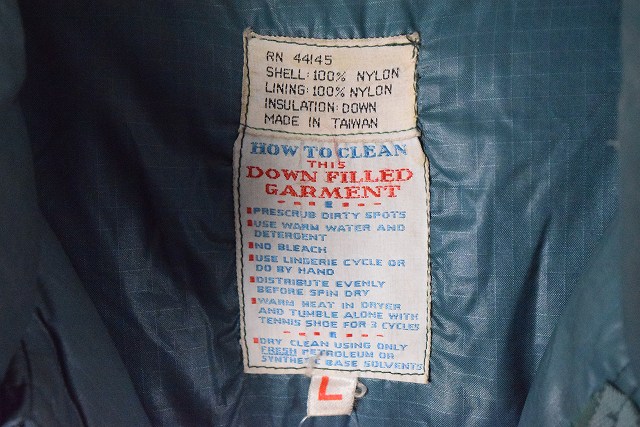 RN 44145
SHELL: 100% NYLON
LINING: 100% NYLON
INSULATION: DOWN
MADE IN TAIWAN
HOW TO CLEAN
THIS
DOWN FILLED
GARMENT
PRESCRUB DIRTY SPOTS
USE WARM WATER AND
DETERGENT
NO BLEACH
USE LINGERIE CYCLE OR
DO BY HAND
DISTRIBUTE EVENLY
BEFORE SPIN DRY
WARM HEAT IN DRYER
AND TUMBLE ALONE WITH
TENNIS SHOE FOR 3 CYCLES
DRY CLEAN USING ONLY
FRESH PETROLEUM OR
SYNTHETIC BASE SOLVENTS
L